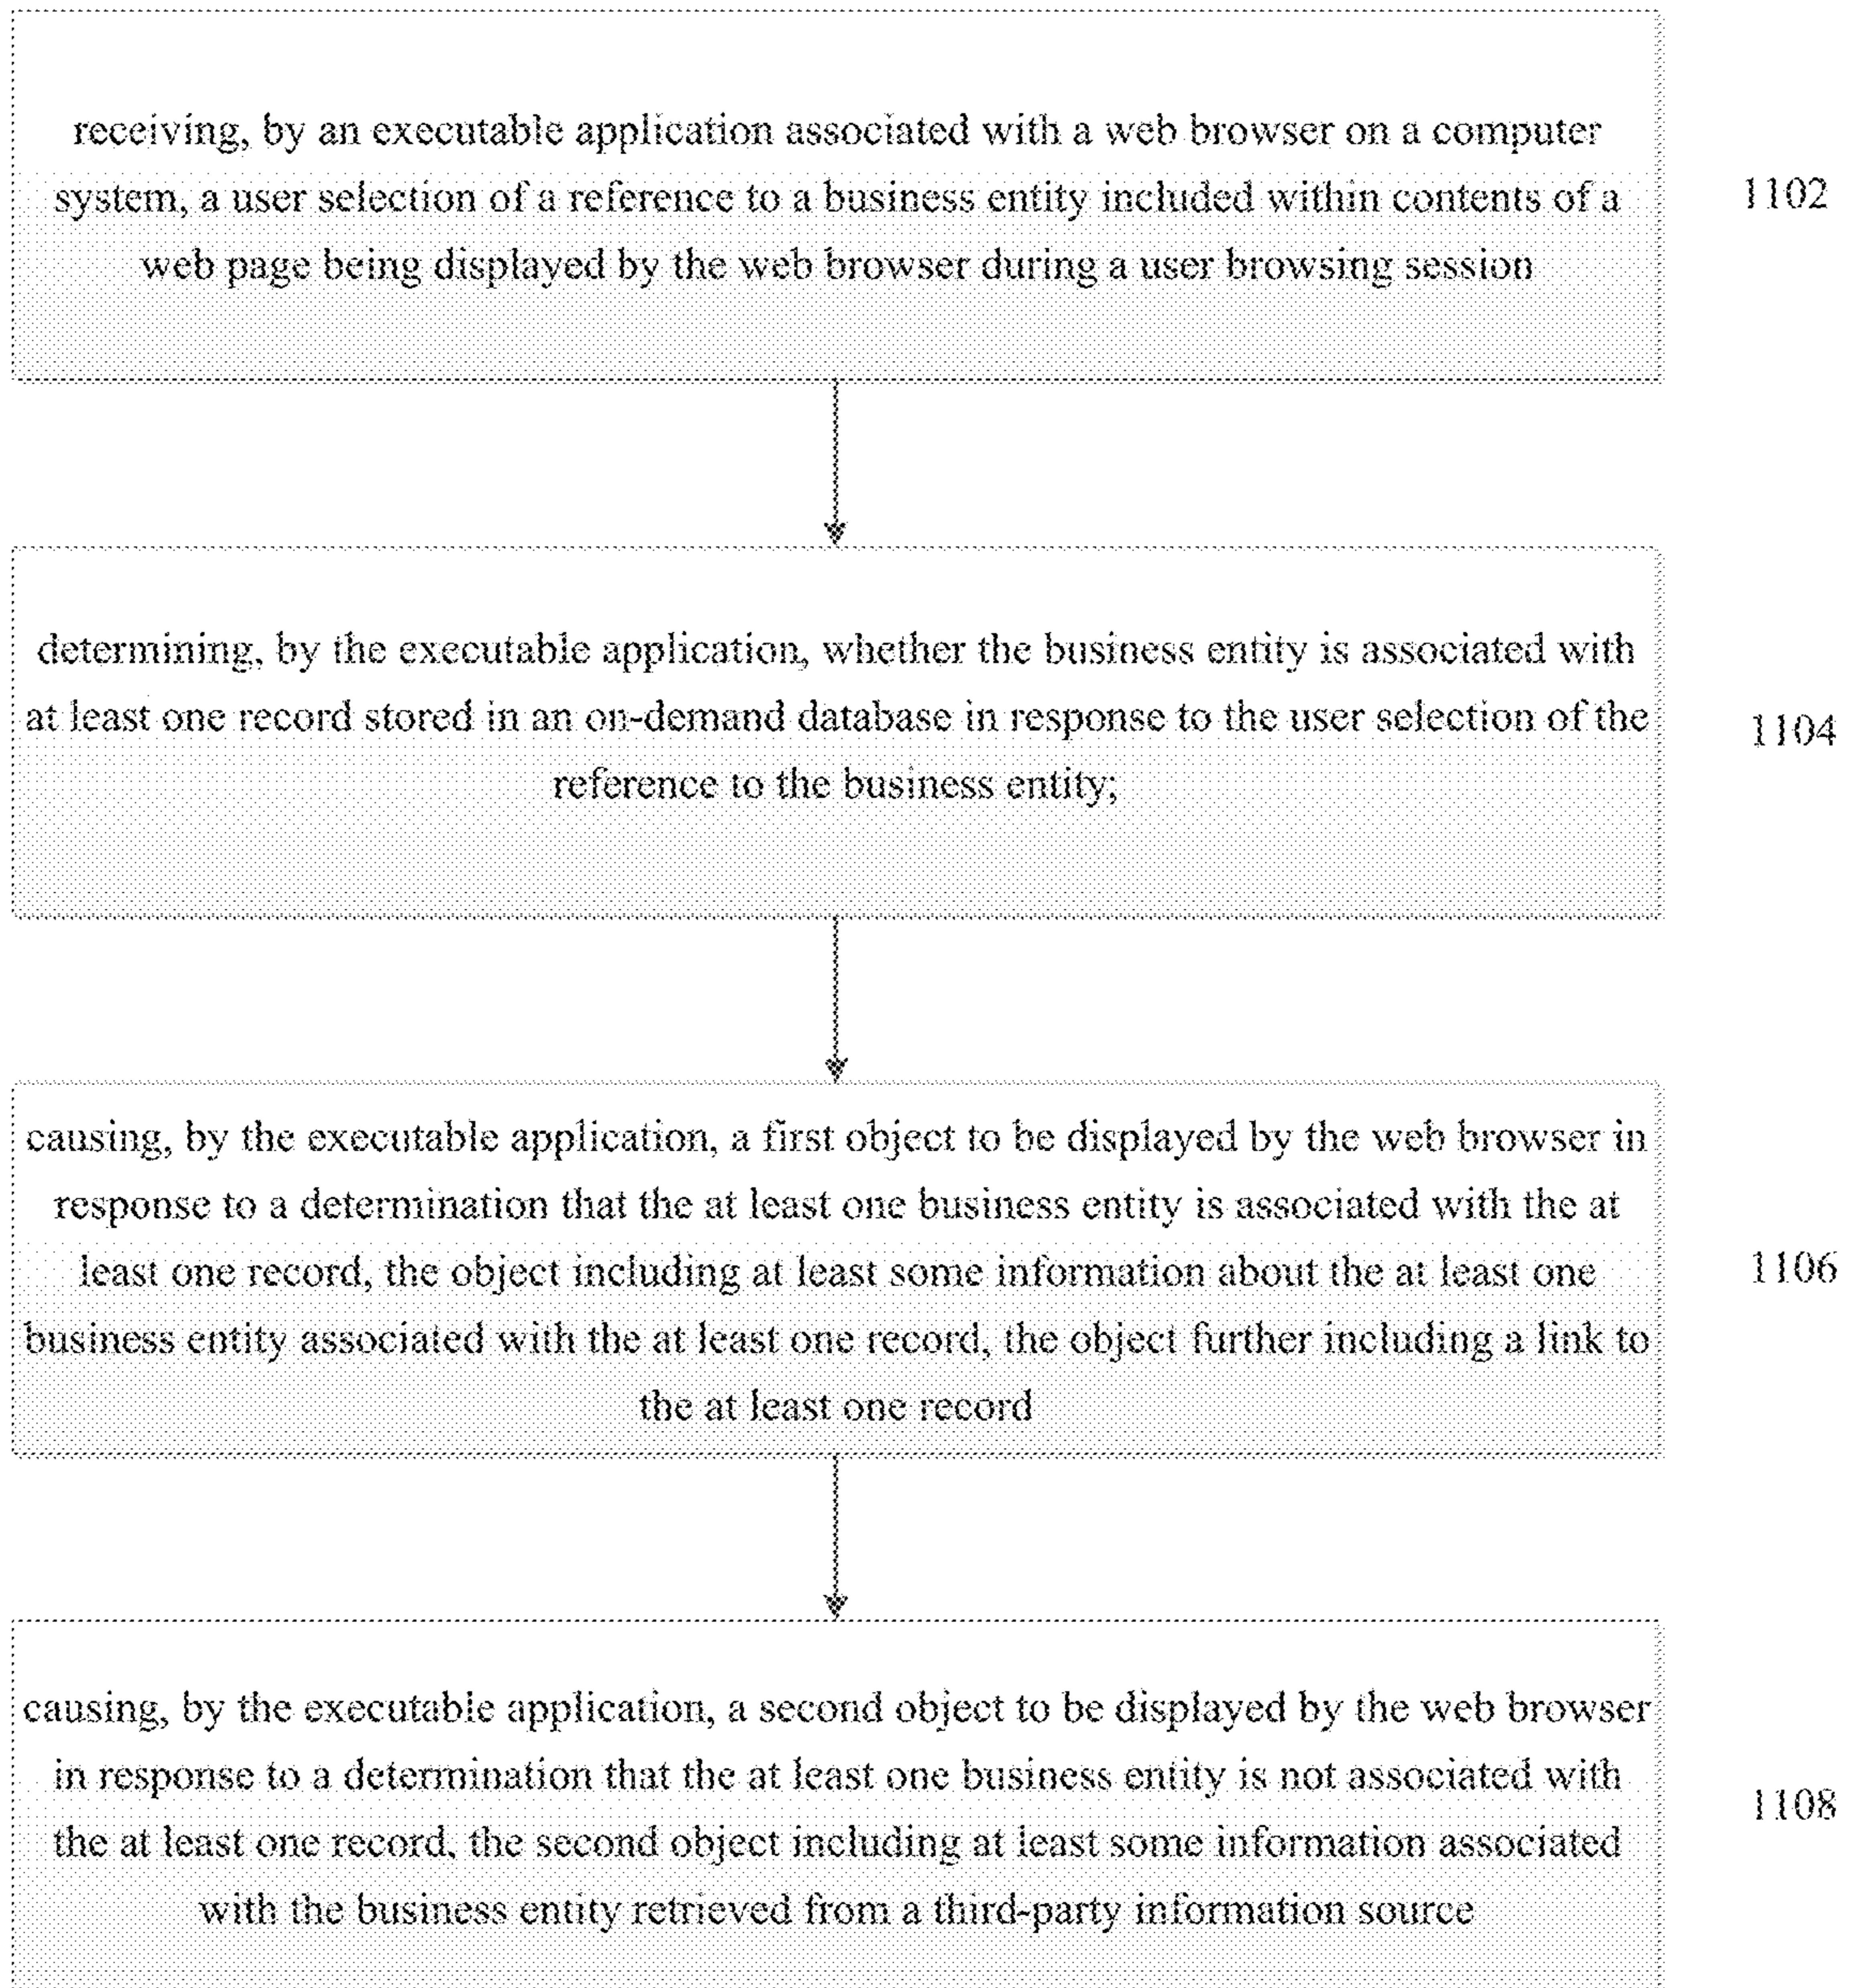 receiving, by an executable application associated with a web browser on a computer
system, a user selection of a reference to a business entity included within contents of a
web page being displayed by the web browser during a user browsing session
1102
determining, by the executable application, whether the business entity is associated with
at least one record stored in an on-demand database in response to the user selection of the
reference to the business entity;
1104
causing, by the executable application, a first object to be displayed by the web browser in
response to a determination that the at least one business entity is associated with the at
least one record, the object including at least some information about the at least one
business entity associated with the at least one record, the object further including a link to
the at least one record
1106
causing, by the executable application, a second object to be displayed by the web browser
in response to a determination that the at least one business entity is not associated with
the at least one record, the second object including at least some information associated
with the business entity retrieved from a third-party information source
1108